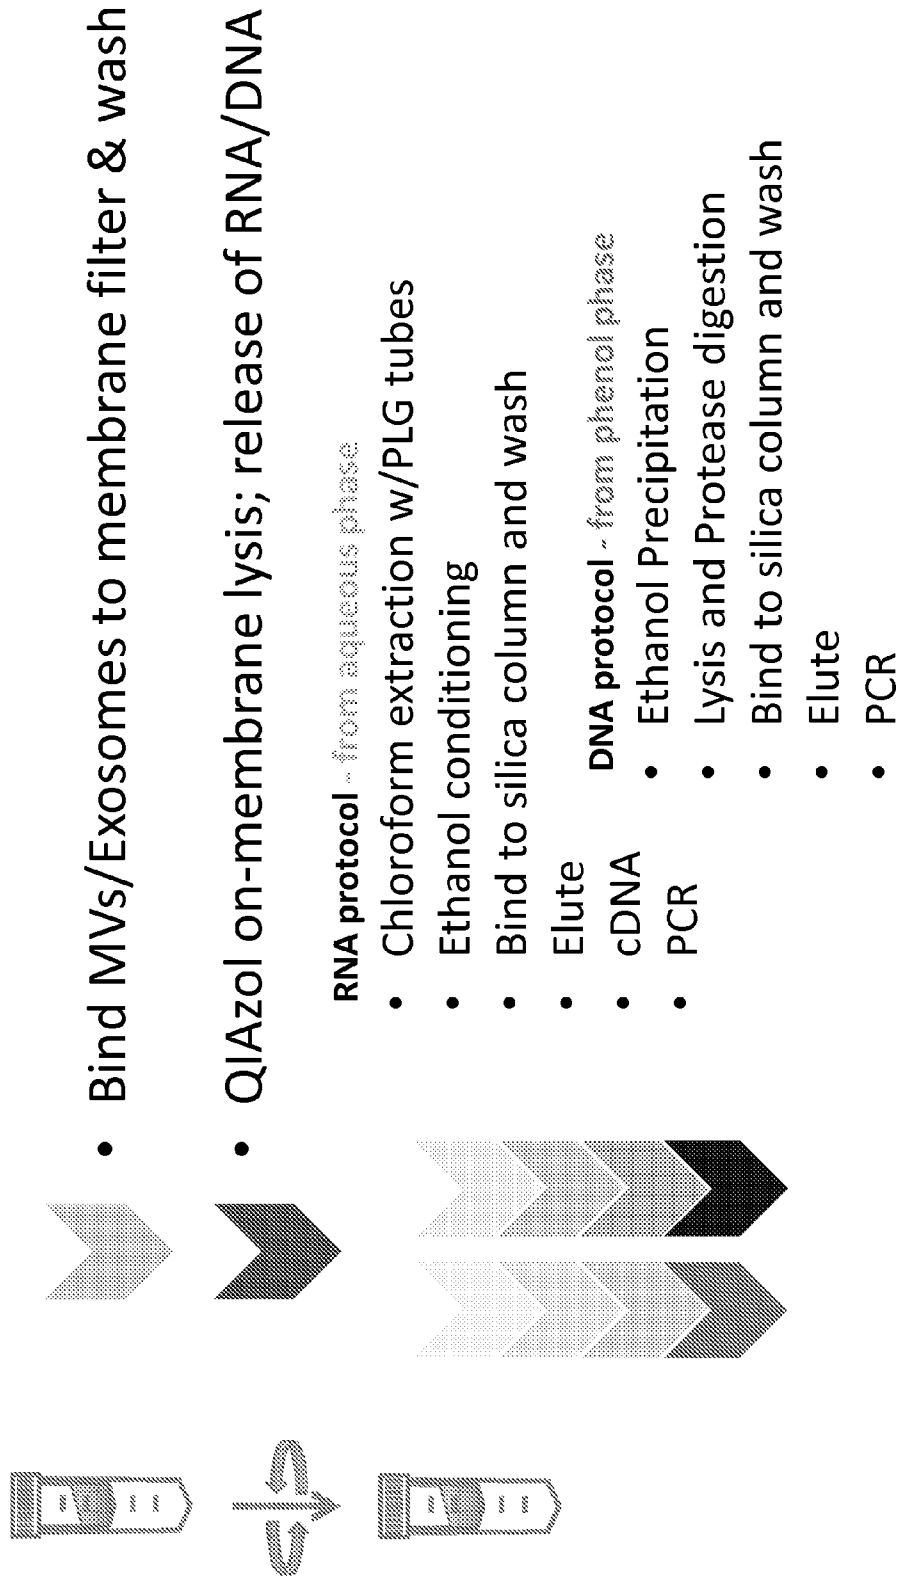 • Bind MVs/Exosomes to membrane filter & wash
• QIAzol on-membrane lysis; release of RNA/DNA
RNA protocol - from aqueous phase
• Chloroform extraction w/PLG tubes
• Ethanol conditioning
• Bind to silica column and wash
• Elute
• cDNA
• PCR
DNA protocol - from phenol phase
• Ethanol Precipitation
• Lysis and Protease digestion
• Bind to silica column and wash
• Elute
• PCR